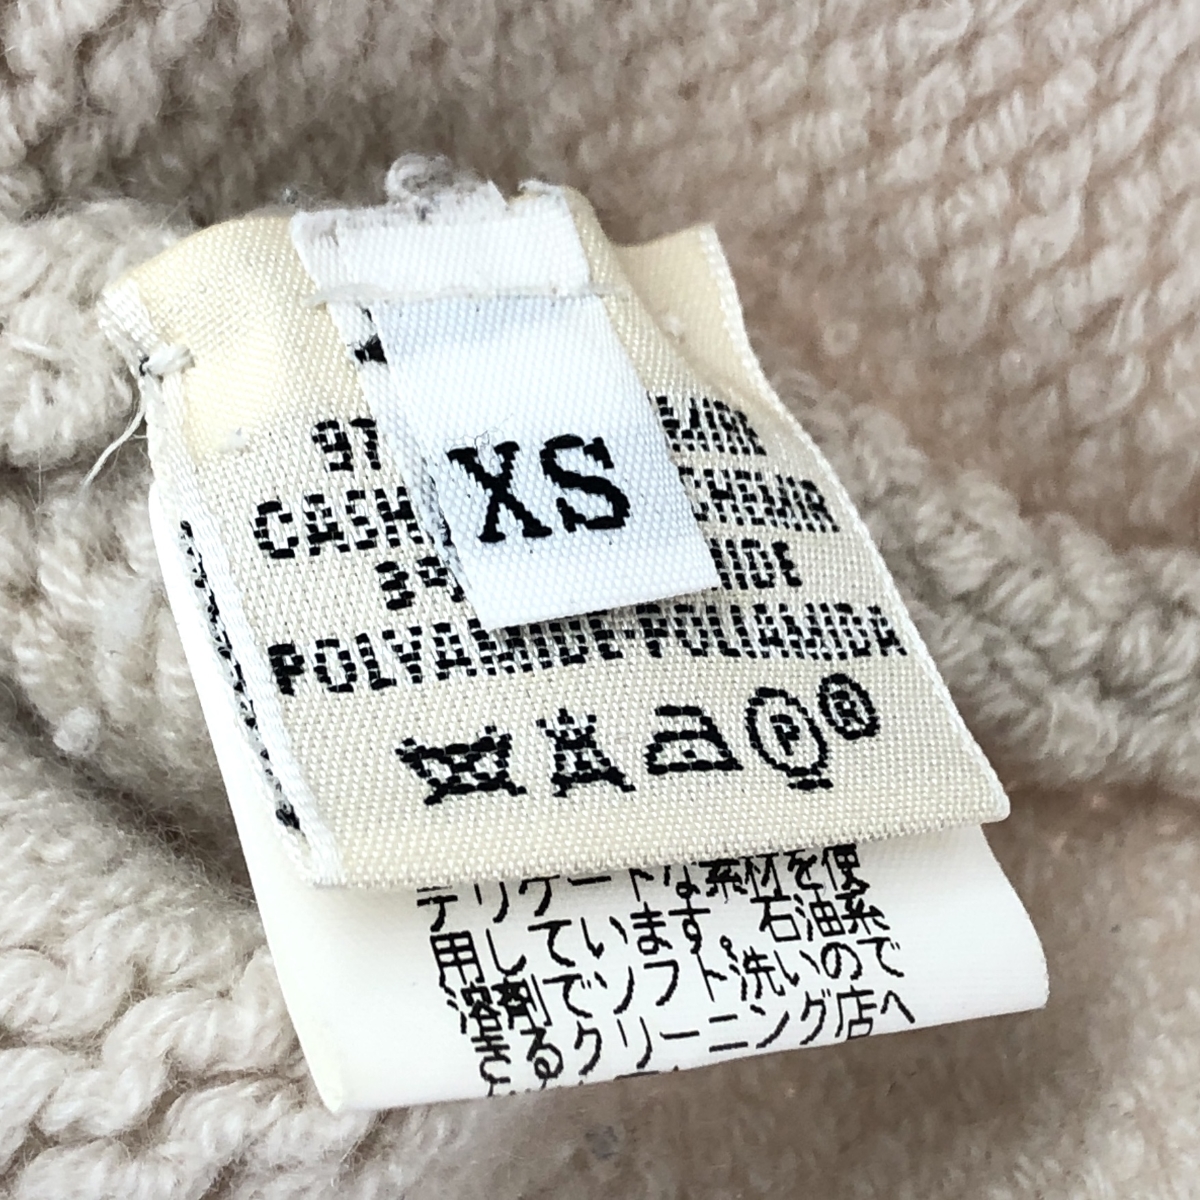 XS
97
CASH
CHEMIR
3%
POLYAMIDE-POLIAMIDA
P ®
デリケートな素材を使
用しています。石油系
溶剤でソフト洗いので
きるクリーニング店へ